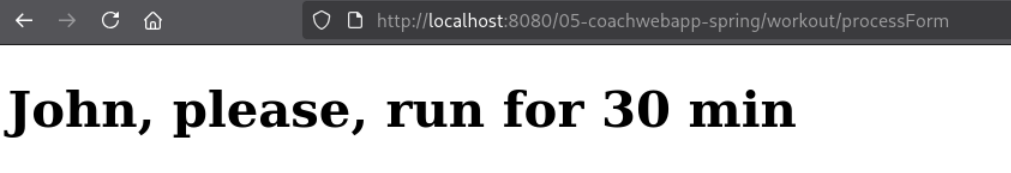 http://localhost:8080/05-coachwebapp-spring/workout/processForm
John, please, run for 30 min